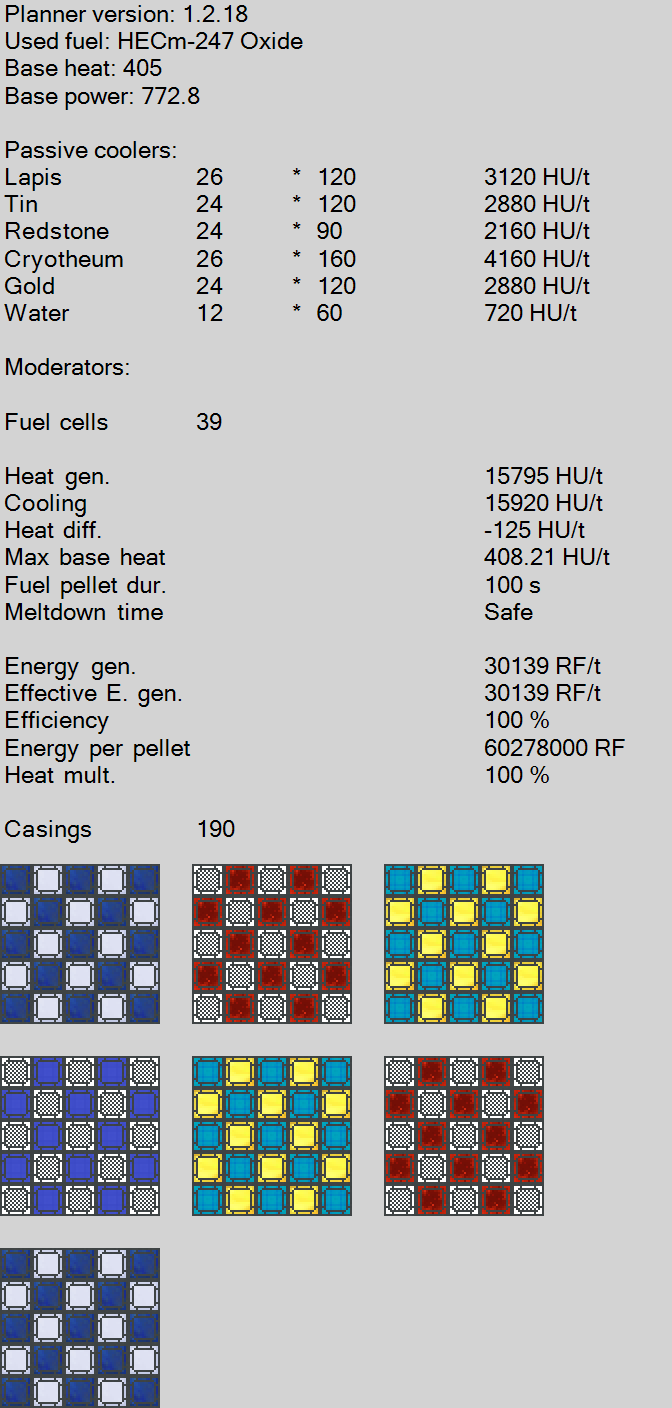 Planner version: 1.2.18
Used fuel: HECm-247 Oxide
Base heat: 405
Base power: 772.8
Passive coolers:
Lapis 26 * 120 3120 HU/t
Tin 24 * 120 2880 HU/t
Redstone 24 * 90 2160 HU/t
Cryotheum 26 * 160 4160 HU/t
Gold 24 * 120 2880 HU/t
Water 12 * 60 720 HU/t
Moderators:
Fuel cells 39
Heat gen. 15795 HU/t
Cooling 15920 HU/t
Heat diff. -125 HU/t
Max base heat 408.21 HU/t
Fuel pellet dur. 100 s
Meltdown time Safe
Energy gen. 30139 RF/t
Effective E. gen. 30139 RF/t
Efficiency 100 %
Energy per pellet 60278000 RF
Heat mult. 100 %
Casings 190